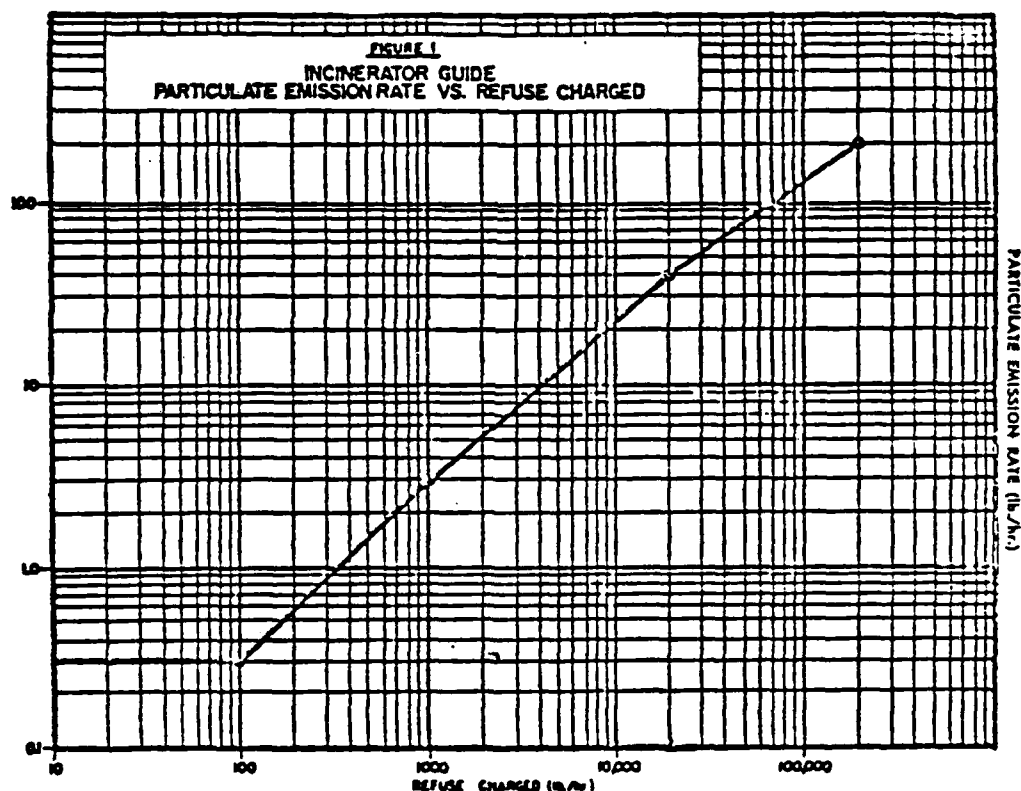 FIGURE 1
INCINERATOR GUIDE
PARTICULATE EMISSION RATE VS. REFUSE CHARGED
100
10
1.0
0.1
10
100
1000
10,000
100,000
REFUSE CHARGED (lb./hr.)
PARTICULATE EMISSION RATE (lb./hr.)